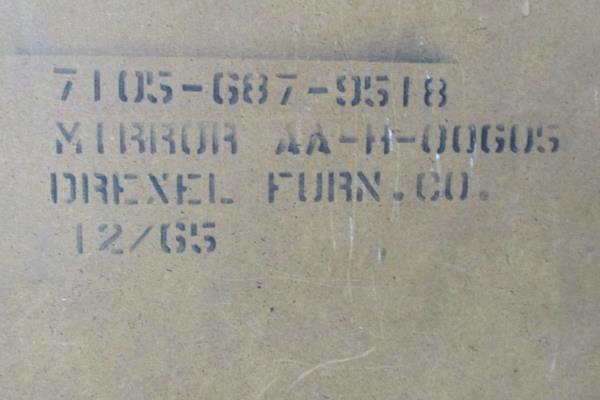 7105-687-9518
MIRROR AA-H-00605
DREXEL FURN.CO.
12/65